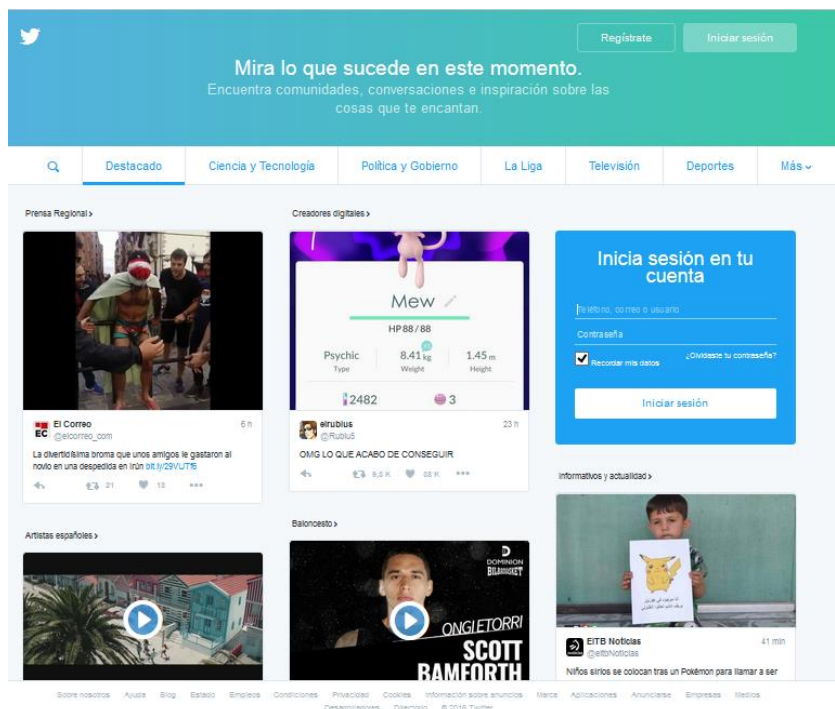 Regístrate
Iniciar sesión
Mira lo que sucede en este momento.
Encuentra comunidades, conversaciones e inspiración sobre las
cosas que te encantan.
Destacado
Ciencia y Tecnología
Política y Gobierno
La Liga
Televisión
Deportes
Más
Prensa Regional
El Correo
@elcorreo_com
6 h
La divertidísima broma que unos amigos le gastaron al
novio en una despedida en Irún bit.ly/29VUTf6
21
13
Creadores digitales
Mew
HP 88 / 88
Psychic
8.41 kg
1.45 m
Type
Weight
Height
2482
3
elrubius
23 h
@Rubiu5
OMG LO QUE ACABO DE CONSEGUIR
Inicia sesión en tu
cuenta
Teléfono, correo o usuario
Contraseña
Recordar mis datos
¿Olvidaste tu contraseña?
Iniciar sesión
Informativos y actualidad
EITB Noticias
41 min
@eitbNoticias
Niños sirios se colocan tras un Pokémon para llamar a ser
Artistas españoles
Baloncesto
DOMINION
BILBAO BASKET
ONGI ETORRI
SCOTT
BAMFORTH
Sobre nosotros Ayuda Blog Estado Empleos Condiciones Privacidad Cookies Información sobre anuncios Marca Aplicaciones Anunciarse Empresas Medios
Desarrolladores Directorio © 2016 Twitter